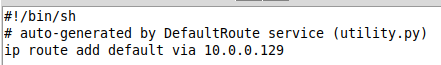 #!/bin/sh
# auto-generated by DefaultRoute service (utility.py)
ip route add default via 10.0.0.129